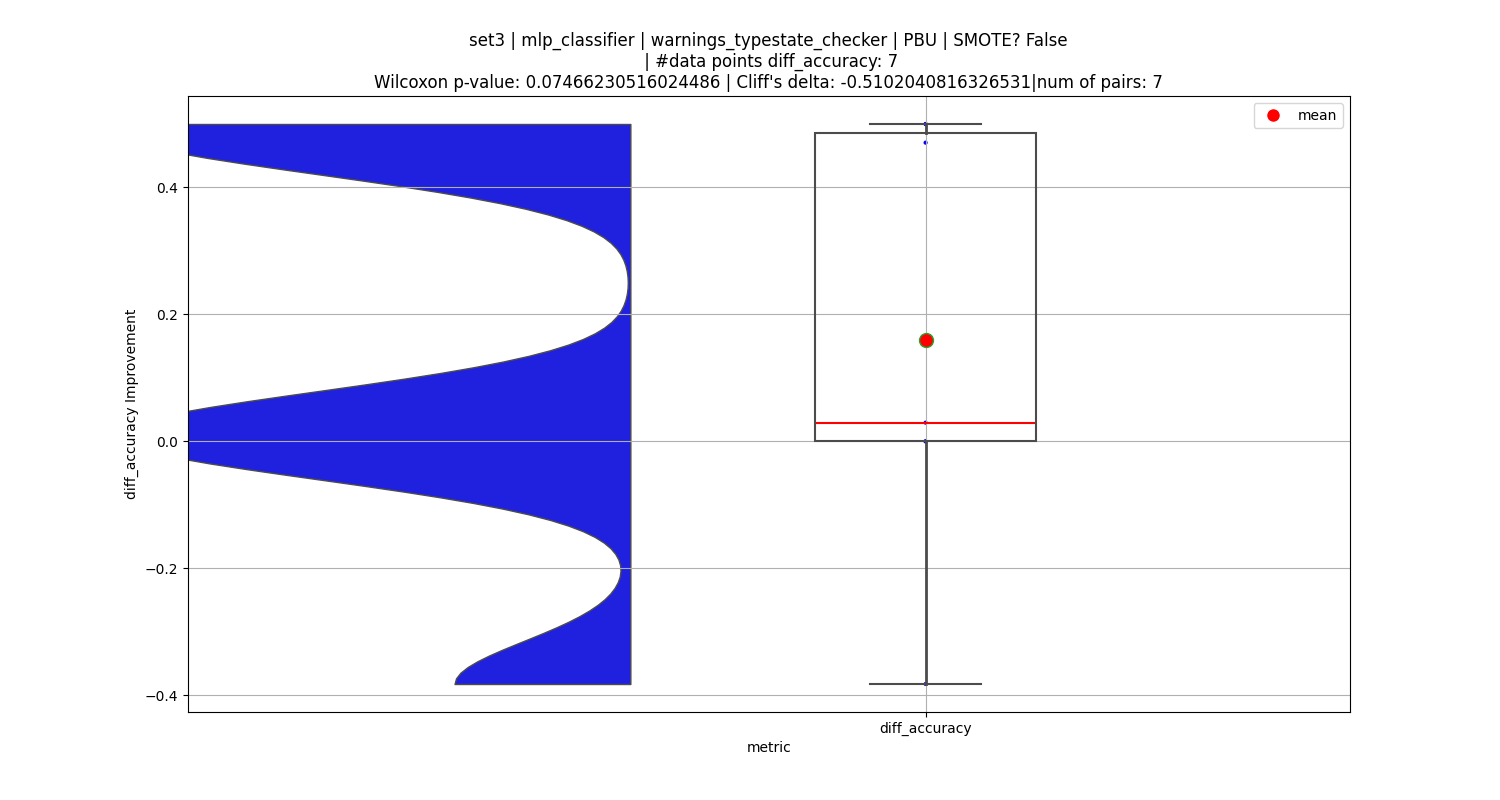 set3 | mlp_classifier | warnings_typestate_checker | PBU | SMOTE? False
| #data points diff_accuracy: 7
Wilcoxon p-value: 0.07466230516024486 | Cliff's delta: -0.5102040816326531|num of pairs: 7
mean
0.4
0.2
0.0
−0.2
−0.4
diff_accuracy Improvement
diff_accuracy
metric